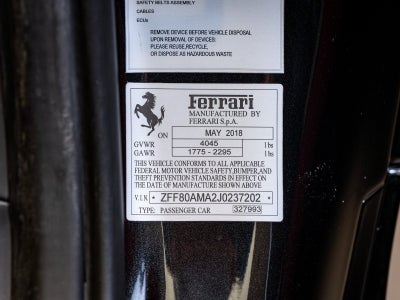 SAFETY BELTS ASSEMBLY
CABLES
ECUs
REMOVE DEVICE BEFORE VEHICLE DISPOSAL
UPON REMOVAL OF DEVICES:
PLEASE REUSE, RECYCLE,
OR DISPOSE AS HAZARDOUS WASTE
Ferrari
MANUFACTURED BY
FERRARI S.p.A.
ON MAY 2018
GVWR 4045 lbs
GAWR 1775 - 2295 lbs
THIS VEHICLE CONFORMS TO ALL APPLICABLE
FEDERAL MOTOR VEHICLE SAFETY, BUMPER, AND
THEFT PREVENTION STANDARDS IN EFFECT ON
THE DATE OF MANUFACTURE SHOWN ABOVE
V.I.N. * ZFF80AMA2J0237202 *
TYPE: PASSENGER CAR 327993